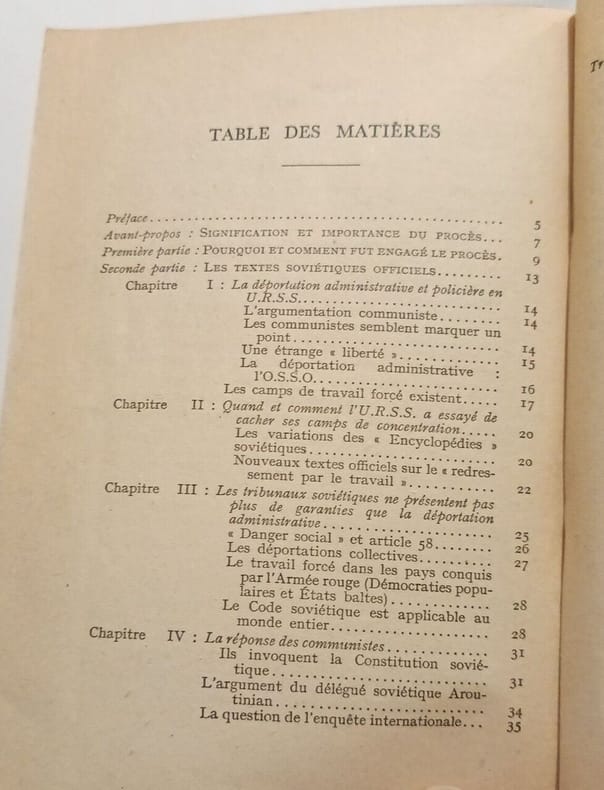 TABLE DES MATIÈRES
Préface.................................................. 5
Avant-propos : SIGNIFICATION ET IMPORTANCE DU PROCÈS... 7
Première partie : POURQUOI ET COMMENT FUT ENGAGÉ LE PROCÈS. 9
Seconde partie : LES TEXTES SOVIÉTIQUES OFFICIELS......... 13
Chapitre I : La déportation administrative et policière en
U.R.S.S......................... 14
L'argumentation communiste........ 14
Les communistes semblent marquer un
point.......................... 14
Une étrange « liberté »............. 15
La déportation administrative :
l'O.S.S.O....................... 16
Les camps de travail forcé existent.... 17
Chapitre II : Quand et comment l'U.R.S.S. a essayé de
cacher ses camps de concentration..... 20
Les variations des « Encyclopédies »
soviétiques........................ 20
Nouveaux textes officiels sur le « redres-
sement par le travail »............ 22
Chapitre III : Les tribunaux soviétiques ne présentent pas
plus de garanties que la déportation
administrative..................... 25
« Danger social » et article 58........ 26
Les déportations collectives.......... 27
Le travail forcé dans les pays conquis
par l'Armée rouge (Démocraties popu-
laires et États baltes)............ 28
Le Code soviétique est applicable au
monde entier.................... 28
Chapitre IV : La réponse des communistes............ 31
Ils invoquent la Constitution sovié-
tique............................ 31
L'argument du délégué soviétique Arou-
tinian........................... 34
La question de l'enquête internationale... 35